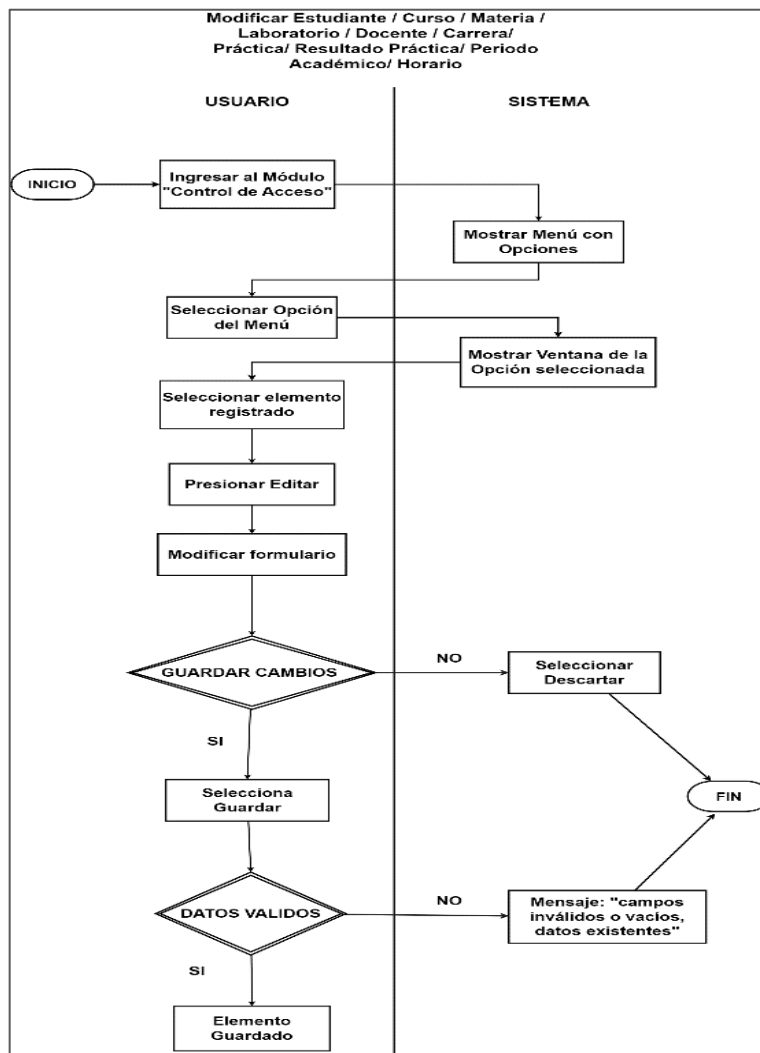 Modificar Estudiante / Curso / Materia /
Laboratorio / Docente / Carrera/
Práctica/ Resultado Práctica/ Periodo
Académico/ Horario
USUARIO
SISTEMA
INICIO
Ingresar al Módulo
"Control de Acceso"
Mostrar Menú con
Opciones
Seleccionar Opción
del Menú
Mostrar Ventana de la
Opción seleccionada
Seleccionar elemento
registrado
Presionar Editar
Modificar formulario
GUARDAR CAMBIOS
NO
Seleccionar
Descartar
SI
Selecciona
Guardar
FIN
DATOS VALIDOS
NO
Mensaje: "campos
inválidos o vacíos,
datos existentes"
SI
Elemento
Guardado